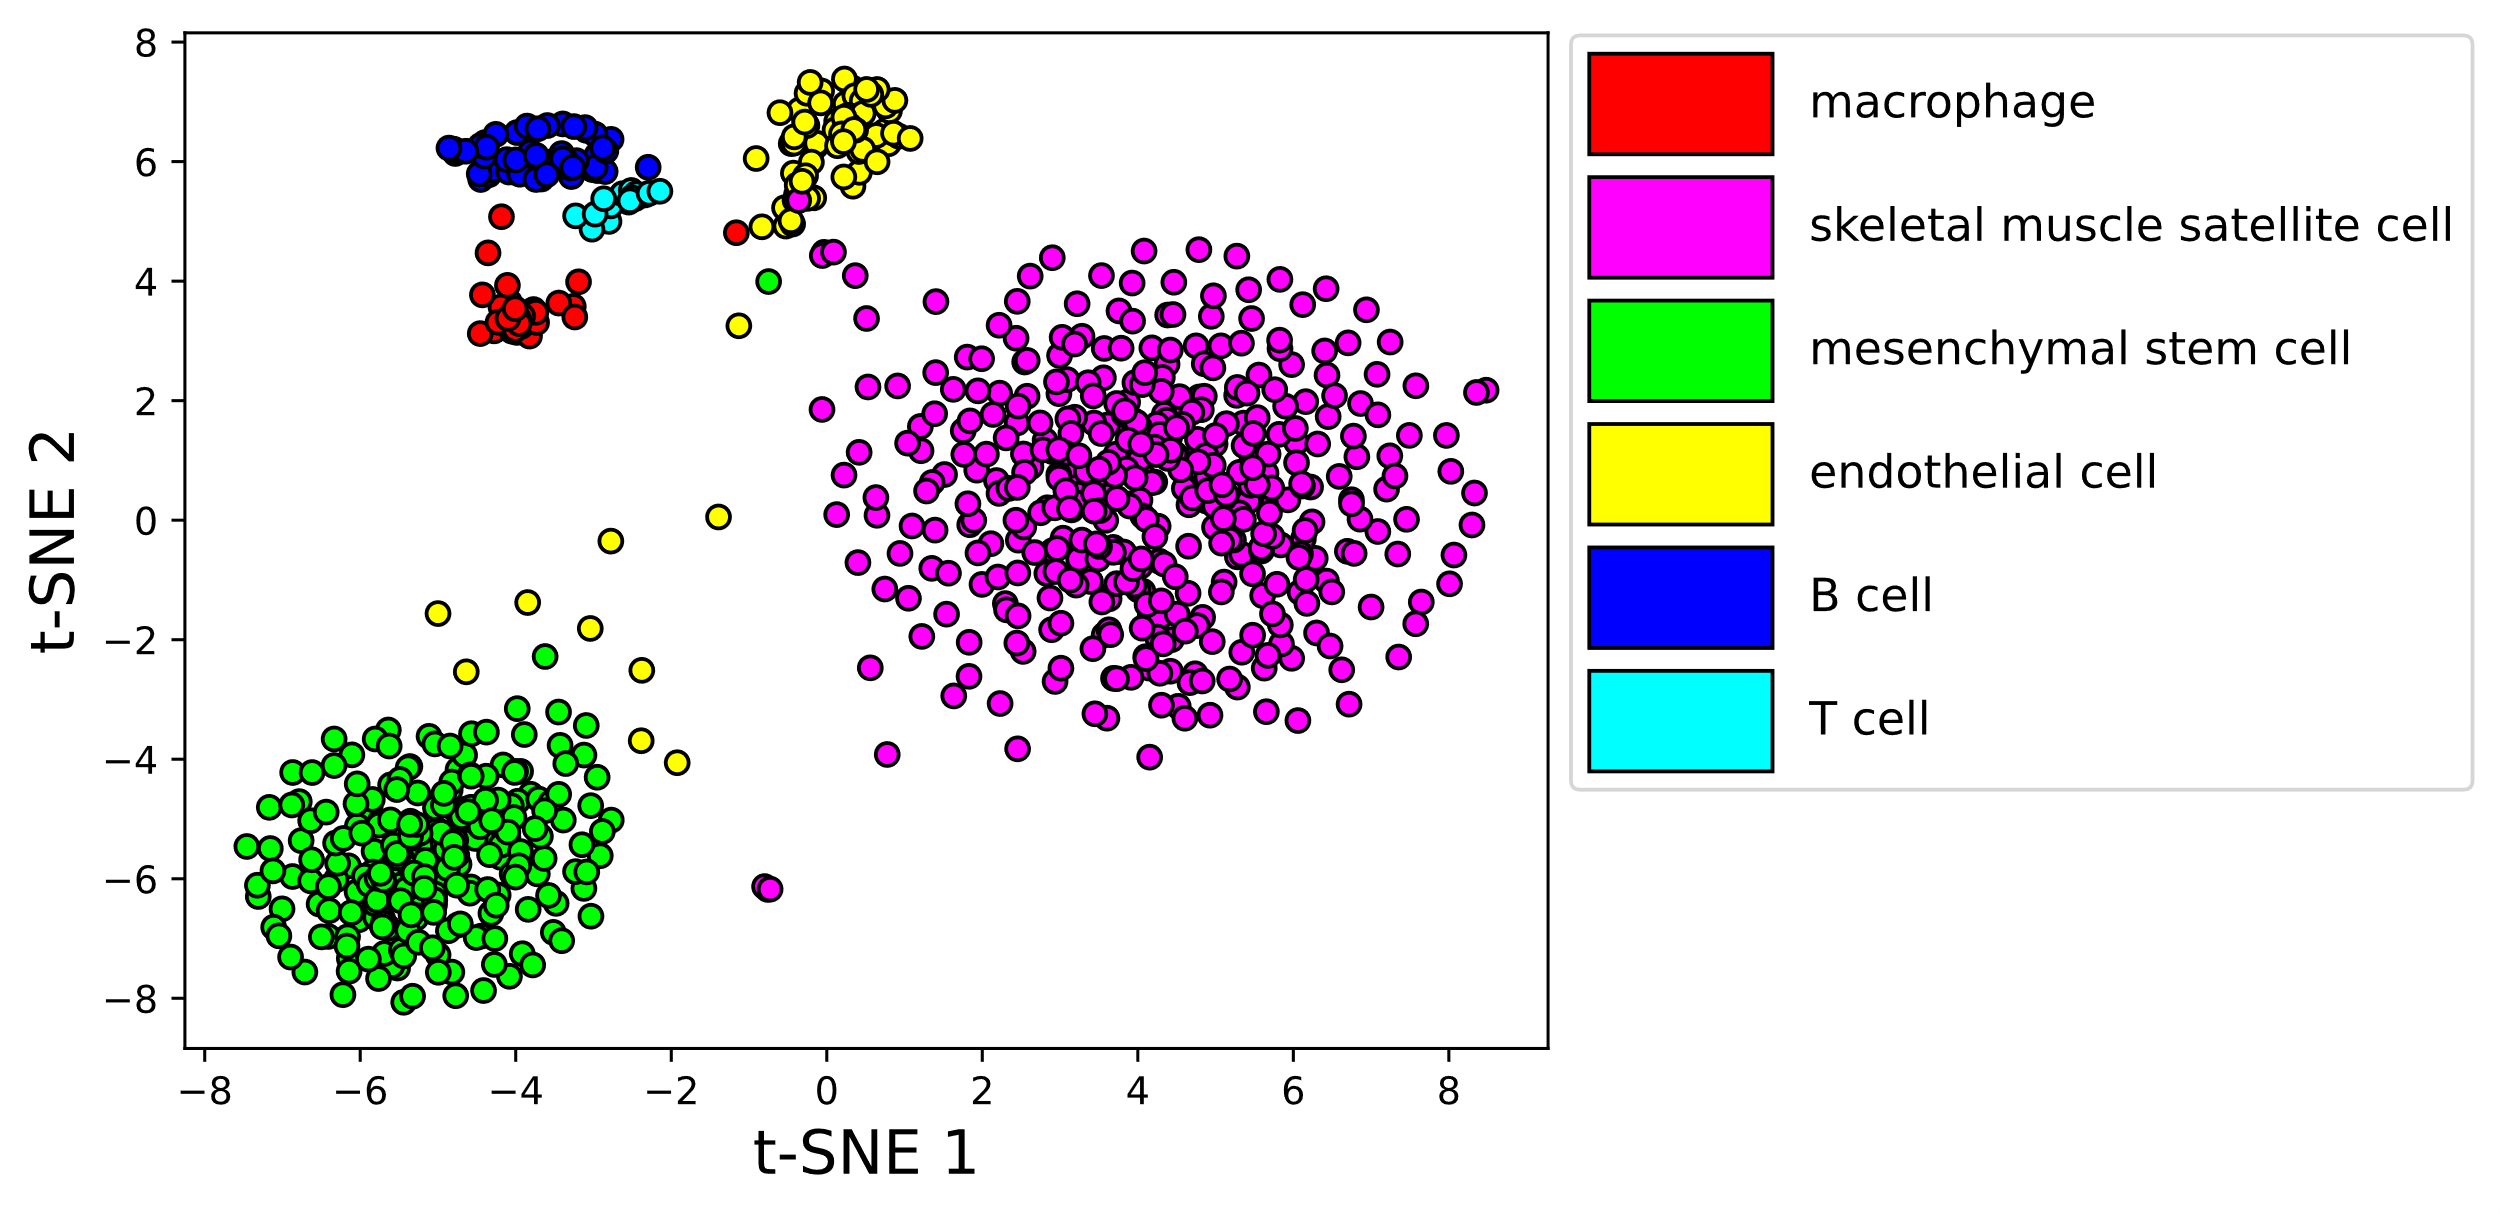 8
6
4
2
0
−2
−4
−6
−8
t-SNE 2
−8 −6 −4 −2 0 2 4 6 8
t-SNE 1
macrophage
skeletal muscle satellite cell
mesenchymal stem cell
endothelial cell
B cell
T cell